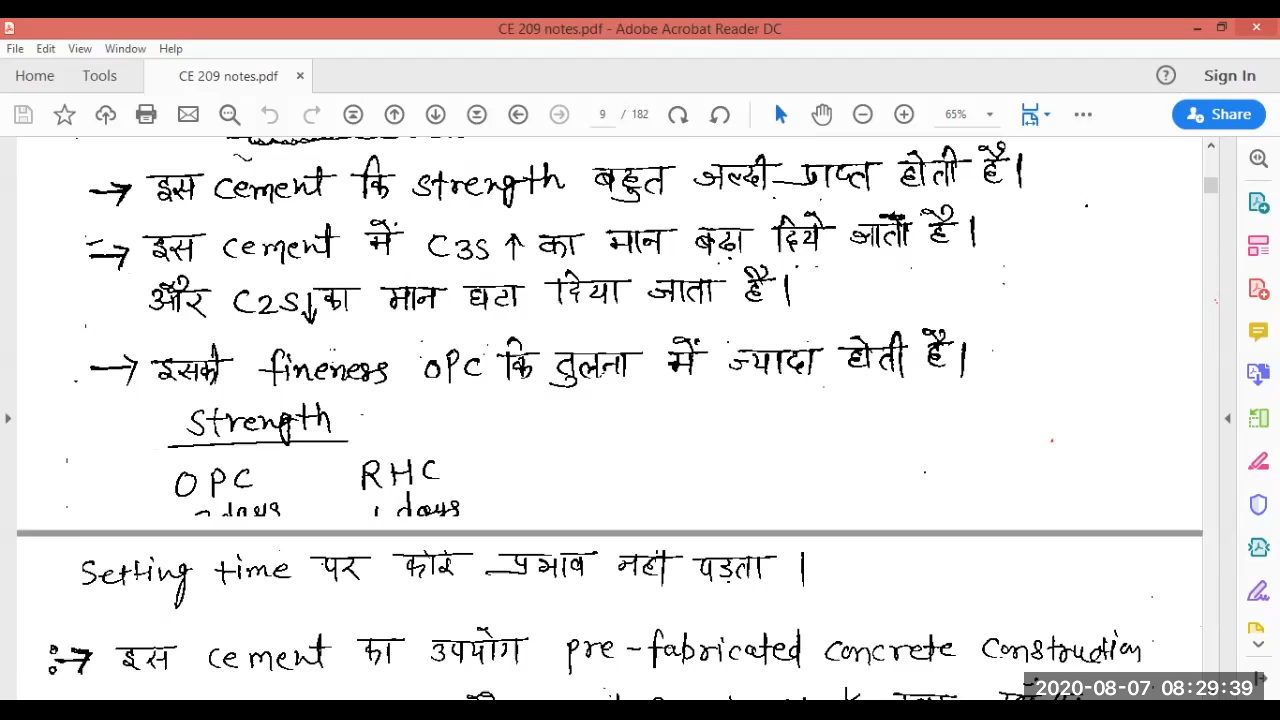 CE 209 notes.pdf - Adobe Acrobat Reader DC
File Edit View Window Help
Home Tools CE 209 notes.pdf × Sign In
9 / 182 65% Share
→ इस cement कि strength बहुत जल्दी प्राप्त होती है।
→ इस cement में C3S ↑ का मान बढ़ा दिये जाता है।
और C2S ↓ का मान घटा दिया जाता है।
→ इसकी fineness OPC कि तुलना में ज्यादा होती है।
Strength
OPC RHC
days 1 days
Setting time पर कोई प्रभाव नहीं पड़ता।
→ इस cement का उपयोग pre-fabricated concrete construction
2020-08-07 08:29:39